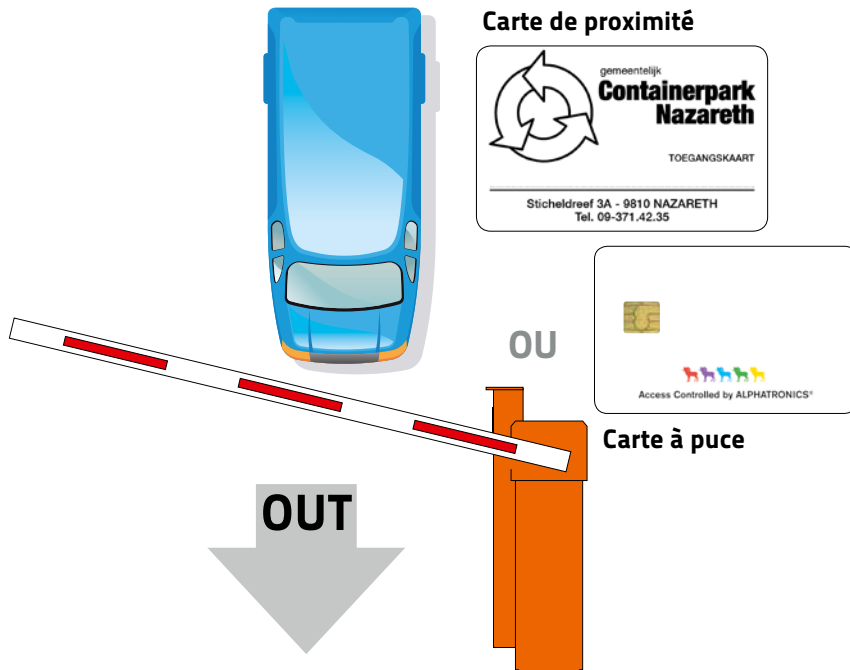 Carte de proximité
gemeentelijk
Containerpark
Nazareth
TOEGANGSKAART
Sticheldreef 3A - 9810 NAZARETH
Tel. 09-371.42.35
OU
Access Controlled by ALPHATRONICS®
Carte à puce
OUT